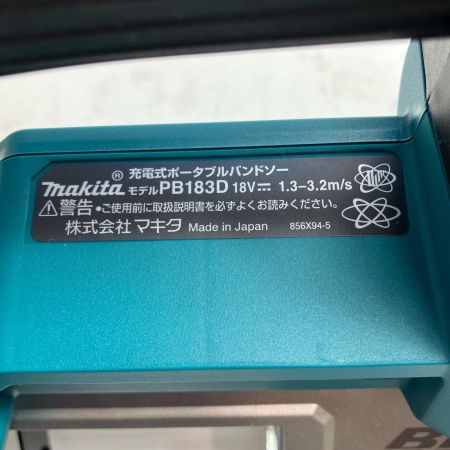 充電式ポータブルバンドソー
makita® モデルPB183D 18V⎓ 1.3-3.2m/s
⚠警告 •ご使用前に取扱説明書を必ずよくお読みください。
株式会社 マキタ Made in Japan 856X94-5